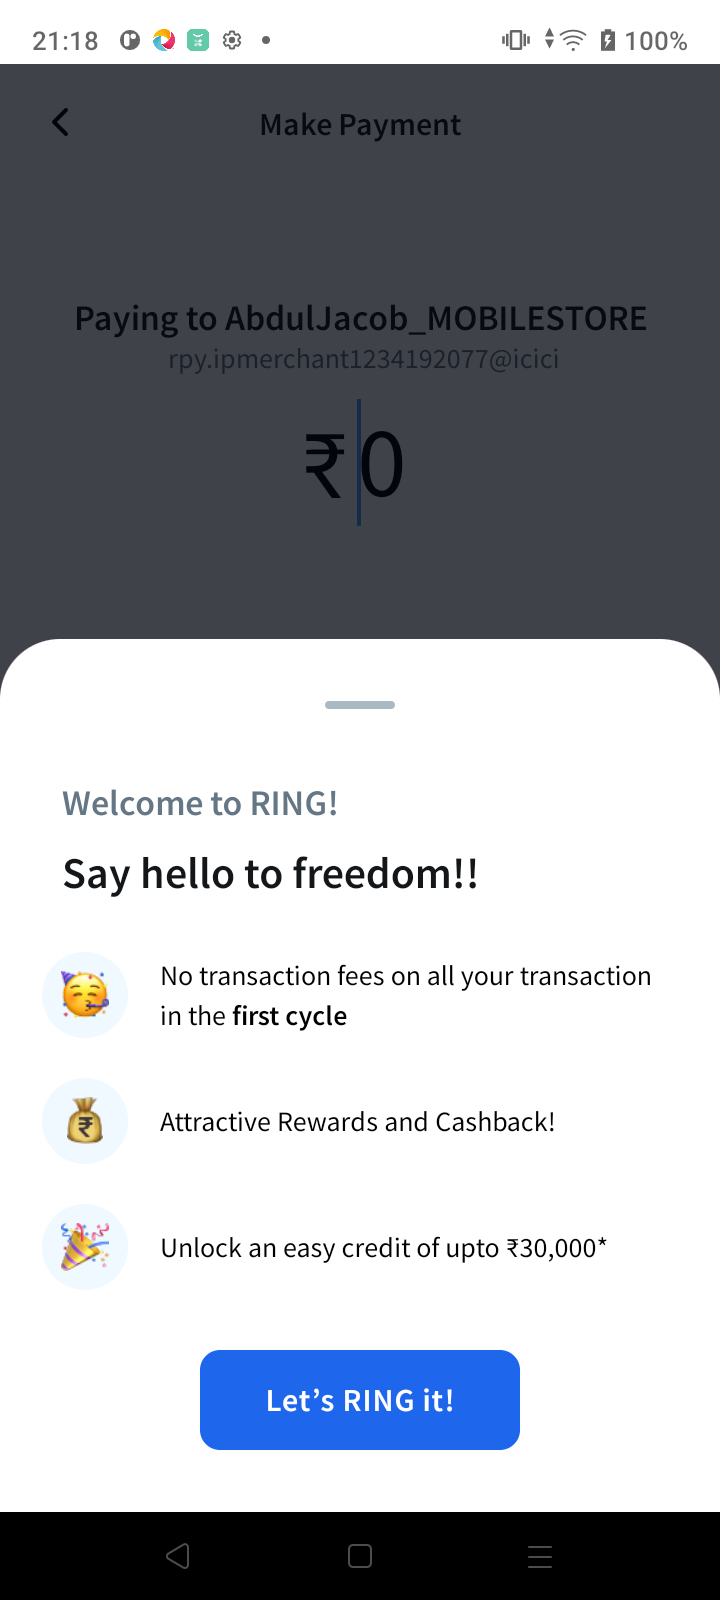 21:18
100%
Make Payment
Paying to AbdulJacob_MOBILESTORE
rpy.ipmerchant1234192077@icici
₹0
Welcome to RING!
Say hello to freedom!!
No transaction fees on all your transaction
in the first cycle
Attractive Rewards and Cashback!
Unlock an easy credit of upto ₹30,000*
Let’s RING it!